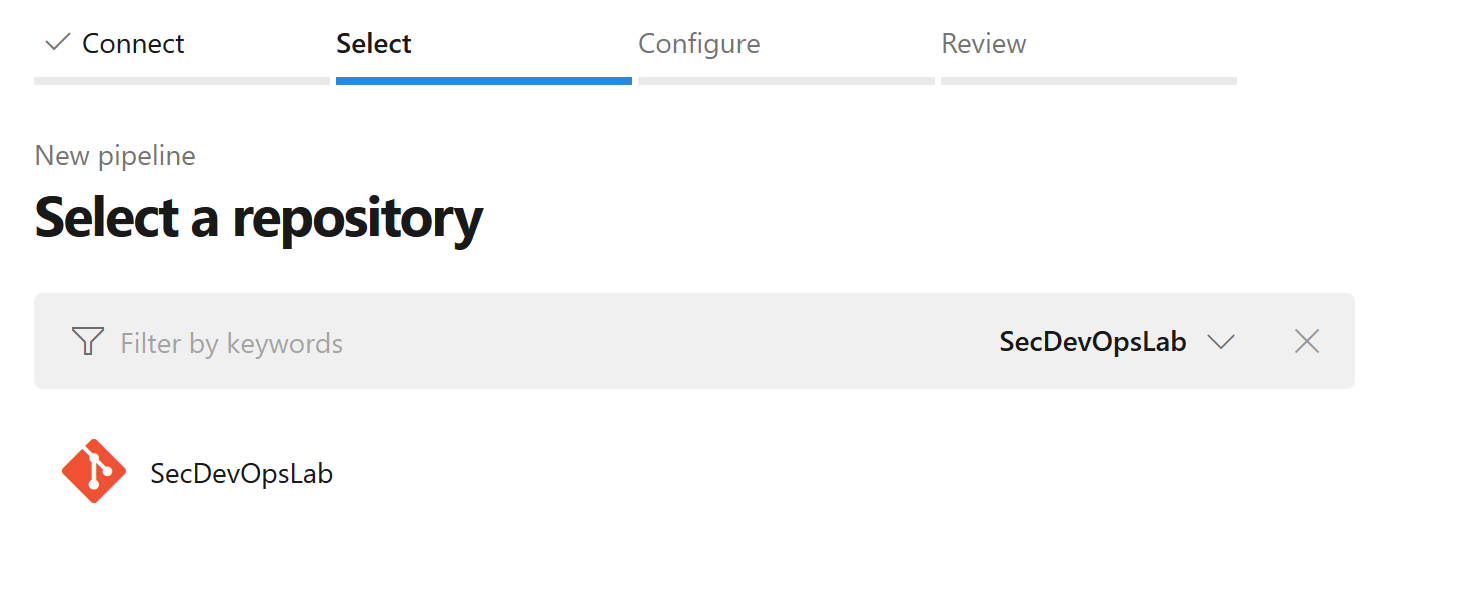 Connect Select Configure Review
New pipeline
Select a repository
Filter by keywords SecDevOpsLab
SecDevOpsLab